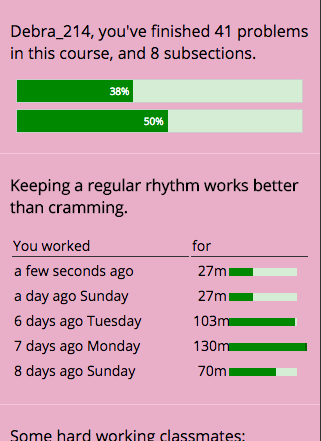 Debra_214, you've finished 41 problems
in this course, and 8 subsections.
38%
50%
Keeping a regular rhythm works better
than cramming.
You worked for
a few seconds ago 27m
a day ago Sunday 27m
6 days ago Tuesday 103m
7 days ago Monday 130m
8 days ago Sunday 70m
Some hard working classmates: